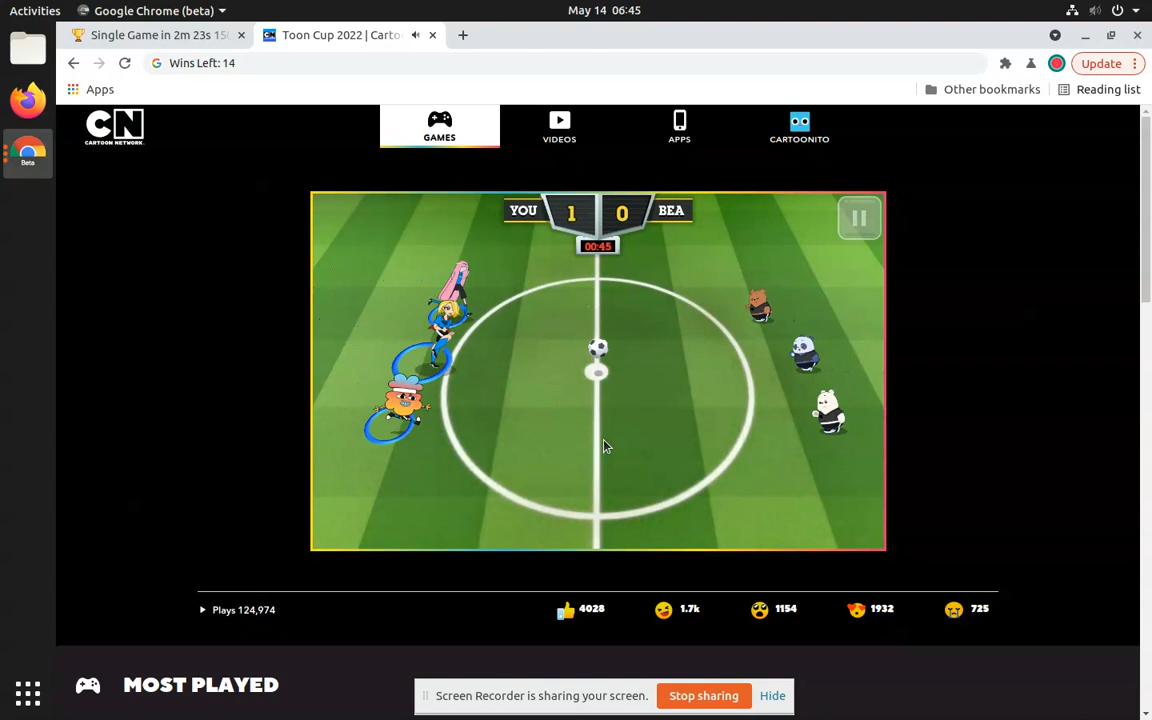 Activities Google Chrome (beta) May 14 06:45
Single Game in 2m 23s Toon Cup 2022 | Carto
Wins Left: 14 Update
Apps Other bookmarks Reading list
CN
CARTOON NETWORK.
GAMES VIDEOS APPS CARTOONITO
YOU 1 0 BEA
00:45
Beta
Plays 124,974 4028 1.7k 1154 1932 725
MOST PLAYED
Screen Recorder is sharing your screen. Stop sharing Hide